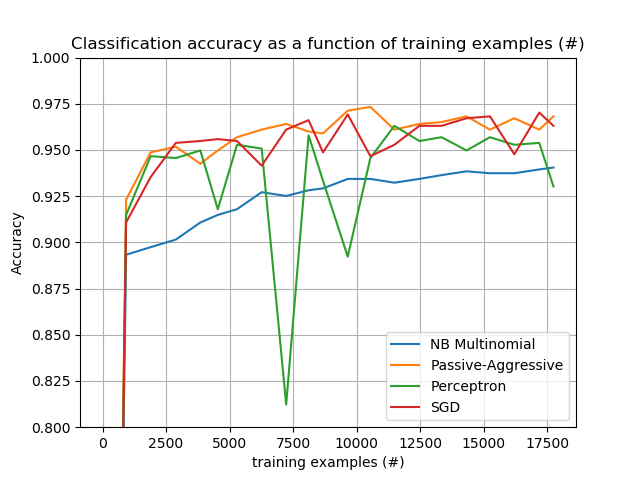 Classification accuracy as a function of training examples (#)
1.000
0.975
0.950
0.925
0.900
0.875
0.850
0.825
0.800
Accuracy
NB Multinomial
Passive-Aggressive
Perceptron
SGD
0 2500 5000 7500 10000 12500 15000 17500
training examples (#)